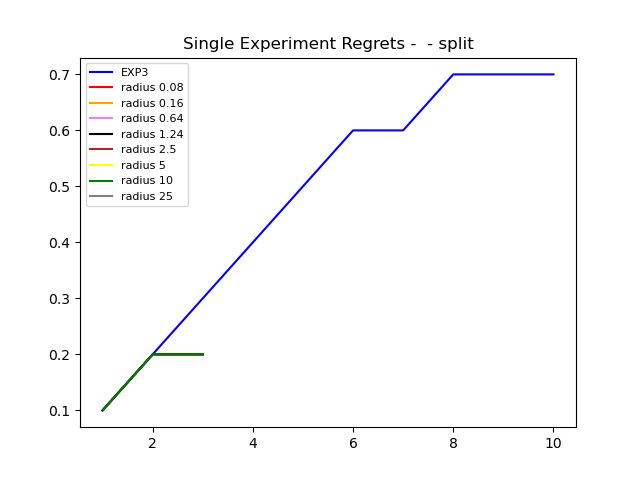 Single Experiment Regrets -  - split
EXP3
radius 0.08
radius 0.16
radius 0.64
radius 1.24
radius 2.5
radius 5
radius 10
radius 25
0.7
0.6
0.5
0.4
0.3
0.2
0.1
2 4 6 8 10